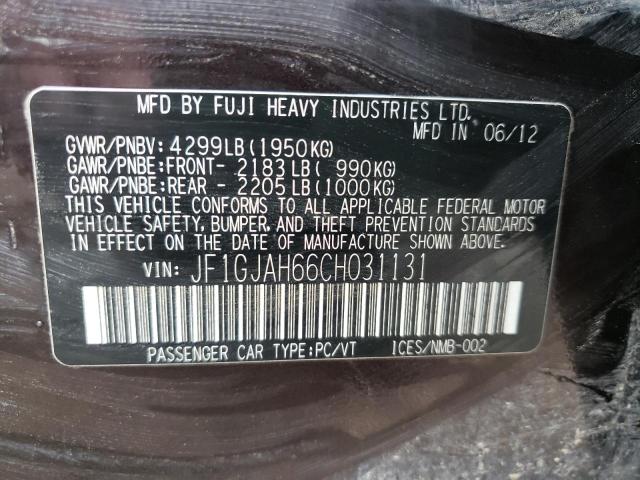 MFD BY FUJI HEAVY INDUSTRIES LTD.
MFD IN 06/12
GVWR/PNBV: 4299LB(1950KG)
GAWR/PNBE:FRONT- 2183LB( 990KG)
GAWR/PNBE:REAR - 2205LB(1000KG)
THIS VEHICLE CONFORMS TO ALL APPLICABLE FEDERAL MOTOR
VEHICLE SAFETY, BUMPER, AND THEFT PREVENTION STANDARDS
IN EFFECT ON THE DATE OF MANUFACTURE SHOWN ABOVE.
VIN: JF1GJAH66CH031131
PASSENGER CAR TYPE:PC/VT ICES/NMB-002